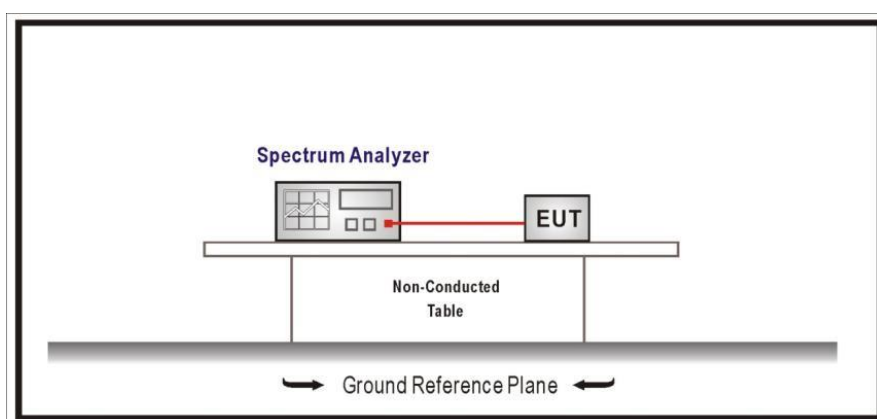 Spectrum Analyzer
EUT
Non-Conducted
Table
Ground Reference Plane